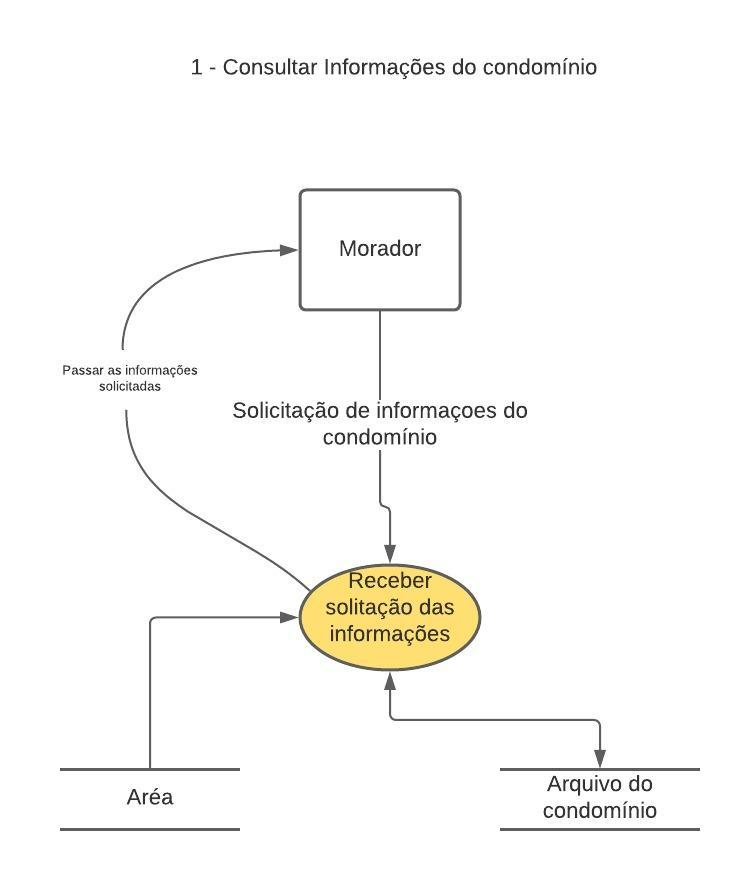 1 - Consultar Informações do condomínio
Morador
Passar as informações
solicitadas
Solicitação de informaçoes do
condomínio
Receber
solitação das
informações
Aréa
Arquivo do
condomínio